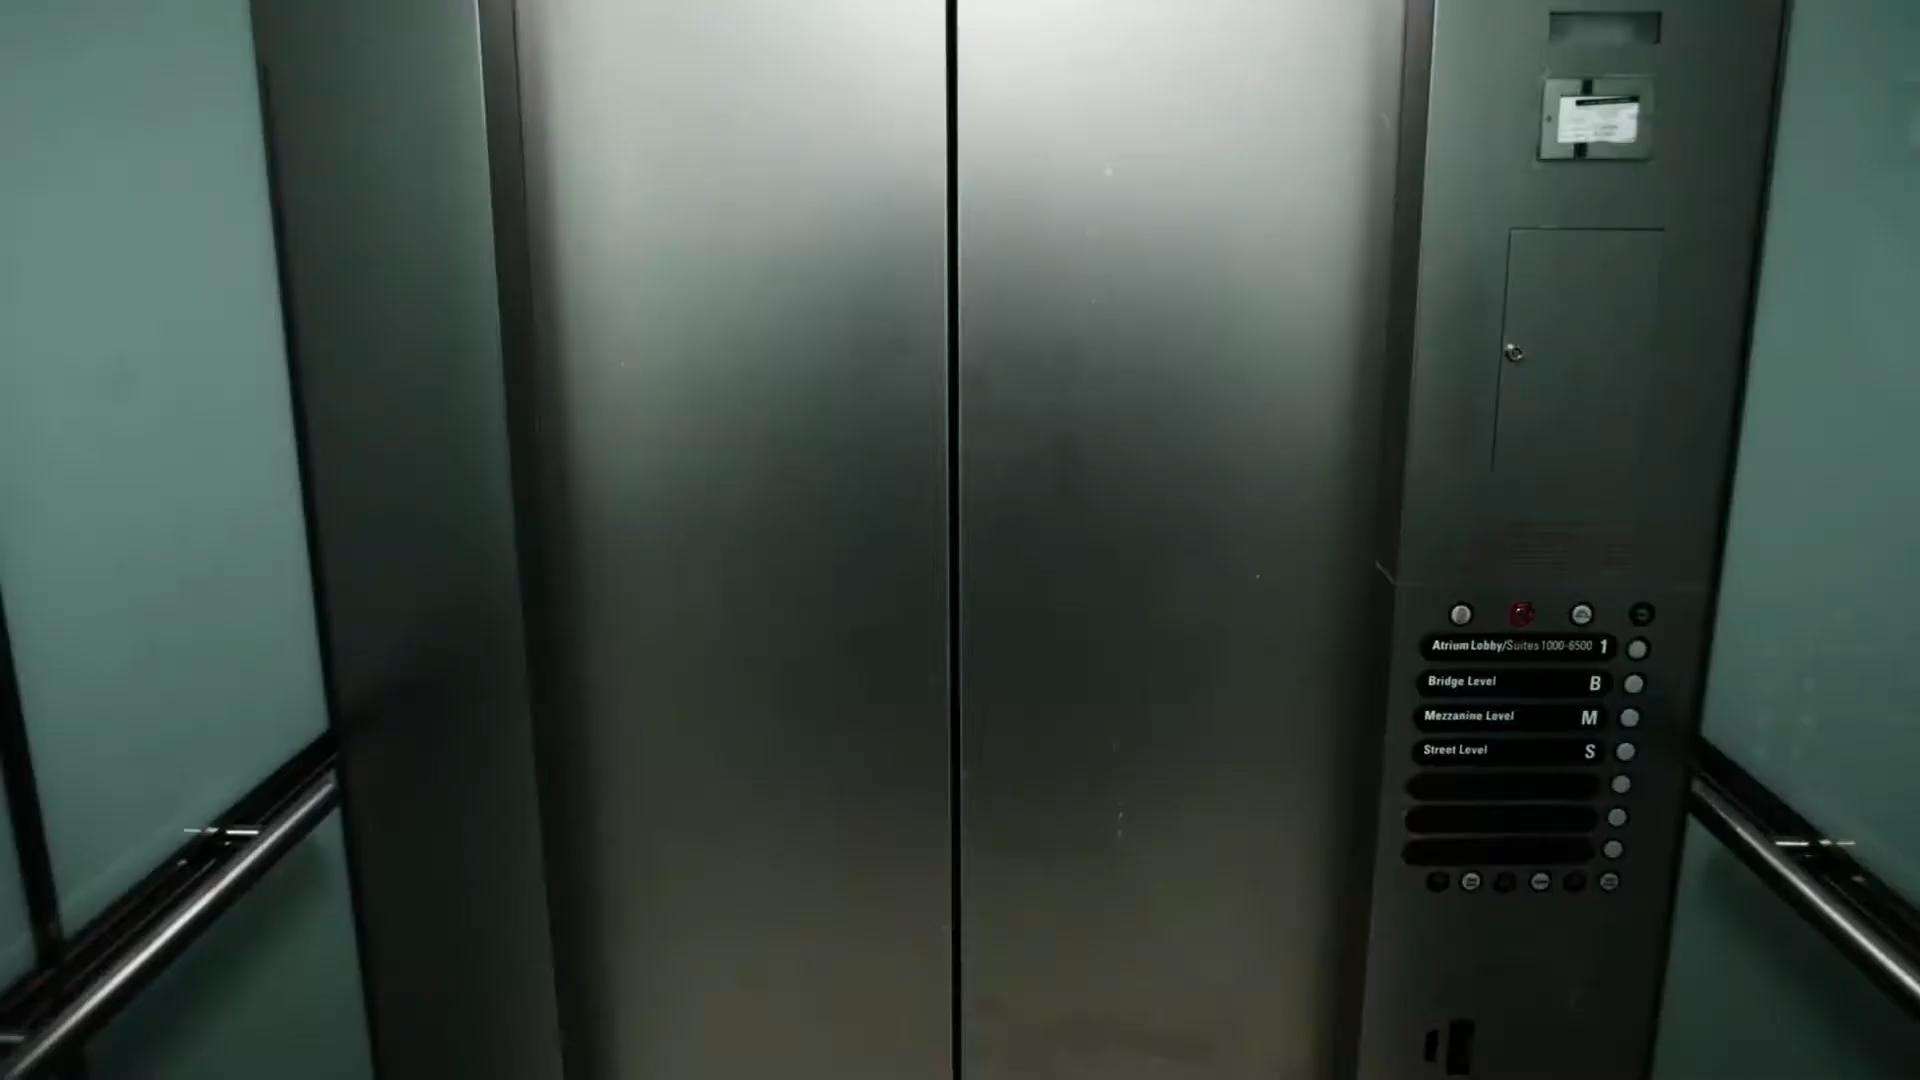 Atrium Lobby/Suites 1000-6500 1
Bridge Level B
Mezzanine Level M
Street Level S